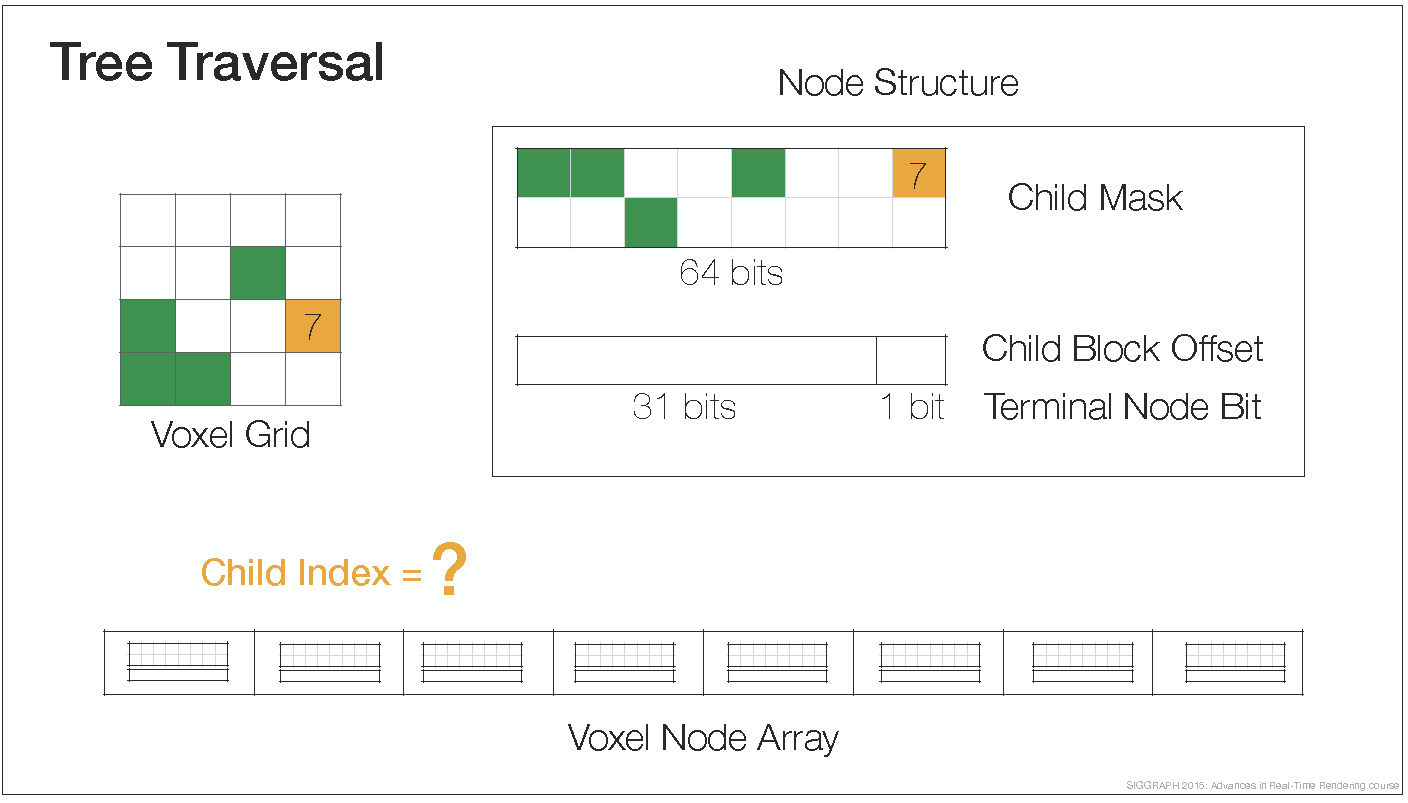 Tree Traversal
Node Structure
7
Child Mask
64 bits
7
Child Block Offset
31 bits
1 bit
Terminal Node Bit
Voxel Grid
Child Index = ?
Voxel Node Array
SIGGRAPH 2015: Advances in Real-Time Rendering course